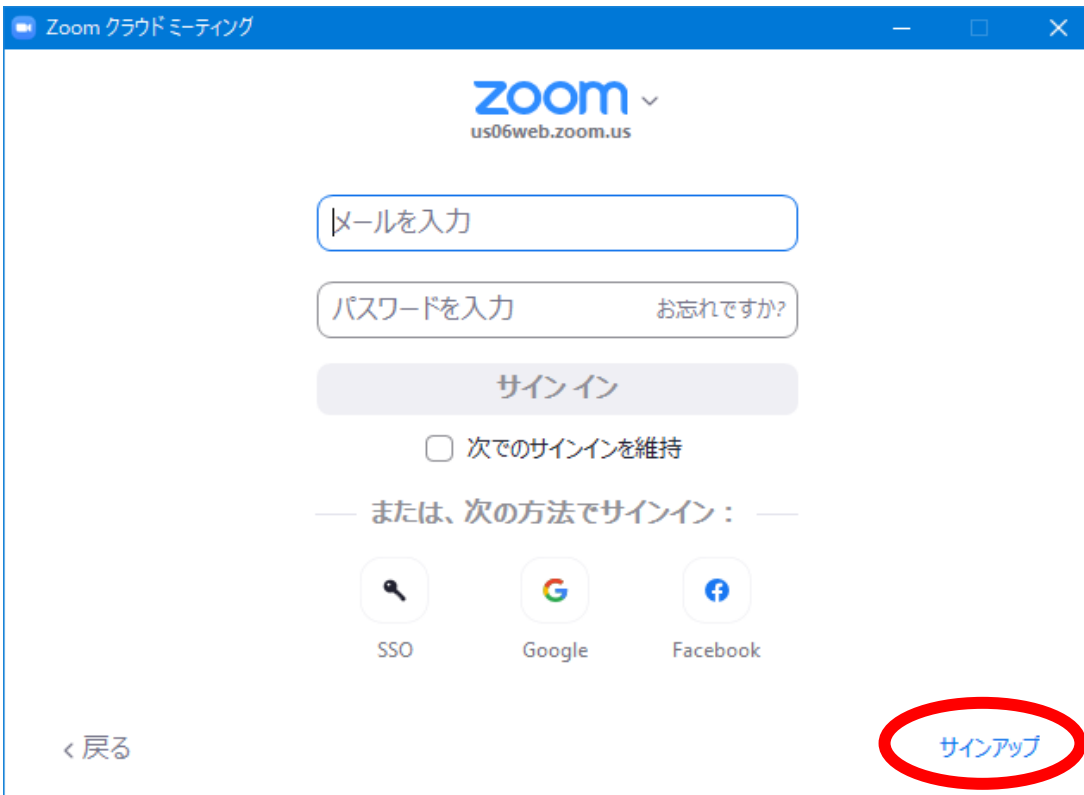 Zoom クラウド ミーティング
zoom
us06web.zoom.us
メールを入力
パスワードを入力 お忘れですか?
サイン イン
次でのサインインを維持
または、次の方法でサインイン：
SSO Google Facebook
‹ 戻る サインアップ